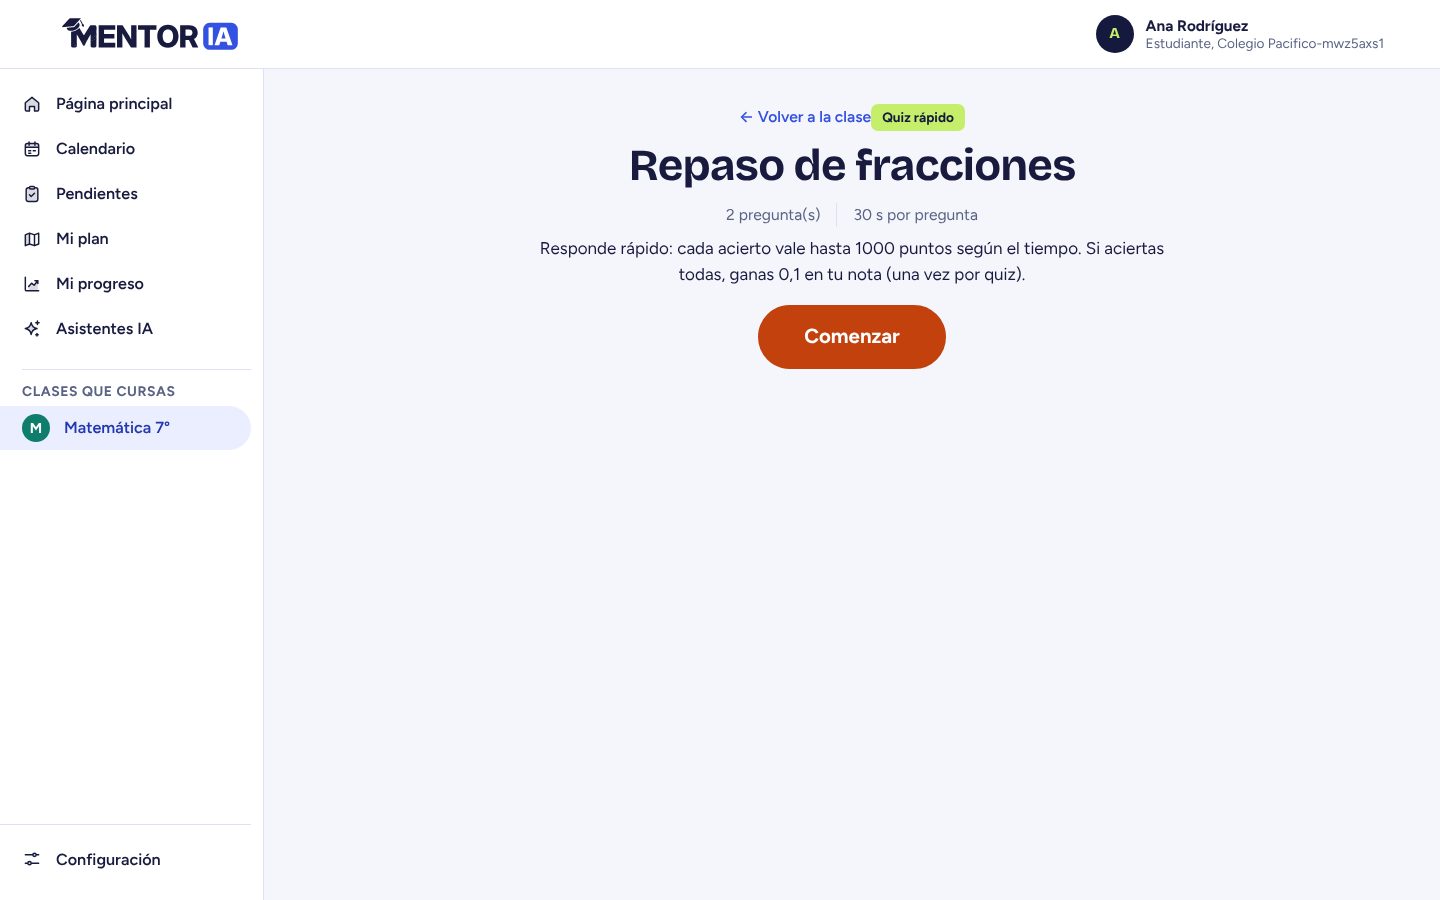 MENTOR IA
A
Ana Rodríguez
Estudiante, Colegio Pacifico-mwz5axs1
Página principal
Calendario
Pendientes
Mi plan
Mi progreso
Asistentes IA
CLASES QUE CURSAS
M Matemática 7°
Configuración
← Volver a la clase Quiz rápido
Repaso de fracciones
2 pregunta(s) 30 s por pregunta
Responde rápido: cada acierto vale hasta 1000 puntos según el tiempo. Si aciertas
todas, ganas 0,1 en tu nota (una vez por quiz).
Comenzar